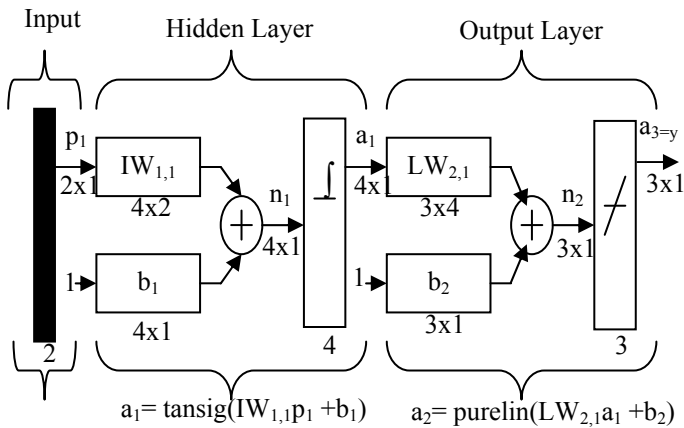 Input
Hidden Layer
Output Layer
p1
2x1
IW1,1
4x2
1
b1
4x1
+
n1
4x1
a1
4x1
4
LW2,1
3x4
1
b2
3x1
+
n2
3x1
a3=y
3x1
3
2
a1= tansig(IW1,1p1 +b1)
a2= purelin(LW2,1a1 +b2)